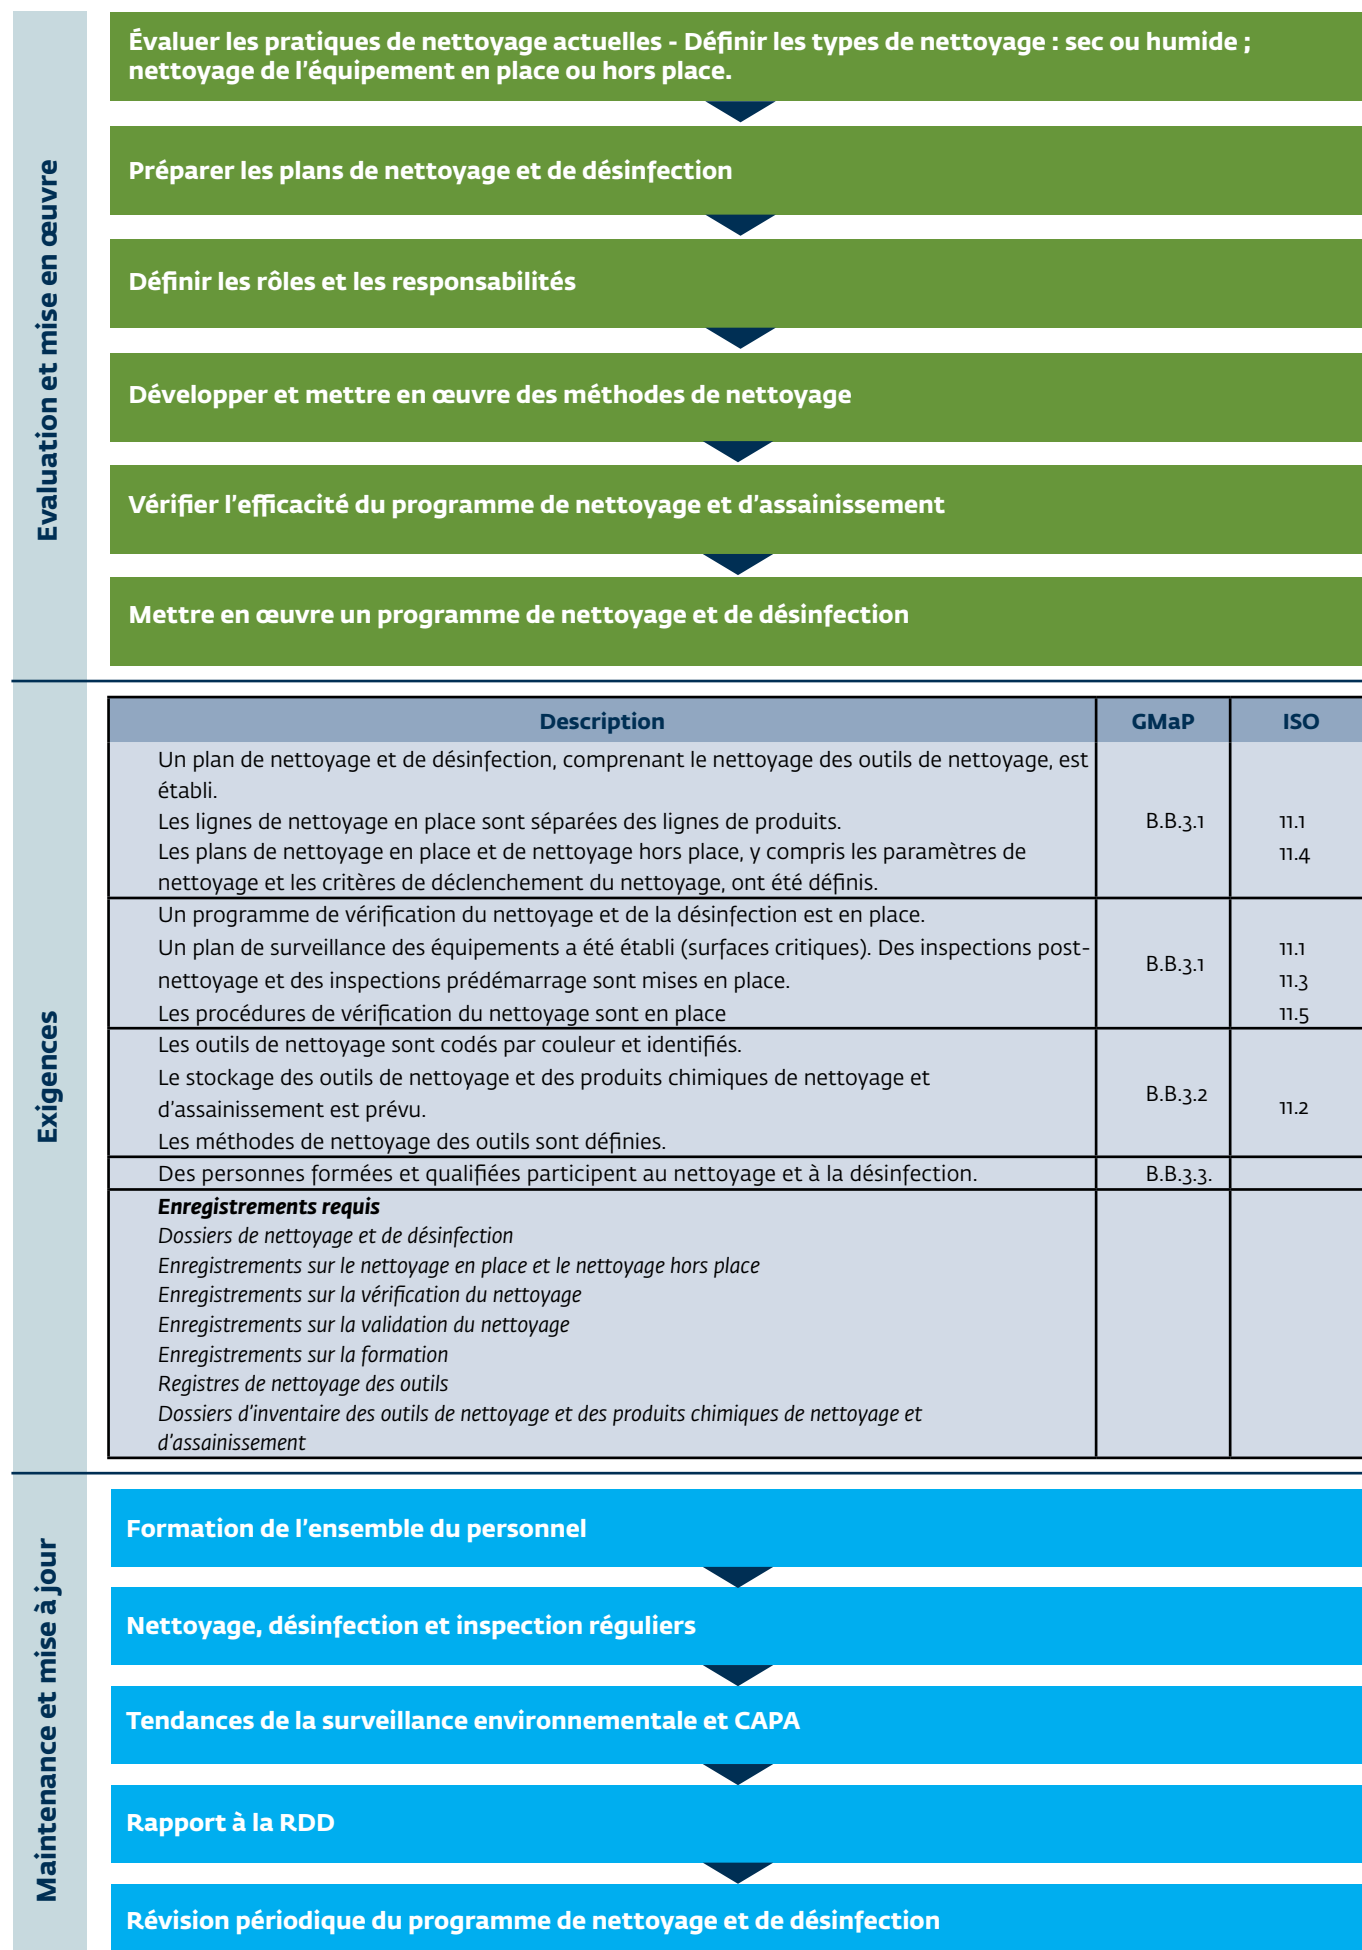 Evaluation et mise en œuvre
Évaluer les pratiques de nettoyage actuelles - Définir les types de nettoyage : sec ou humide ;
nettoyage de l'équipement en place ou hors place.
Préparer les plans de nettoyage et de désinfection
Définir les rôles et les responsabilités
Développer et mettre en œuvre des méthodes de nettoyage
Vérifier l'efficacité du programme de nettoyage et d'assainissement
Mettre en œuvre un programme de nettoyage et de désinfection
Exigences
Description GMaP ISO
Un plan de nettoyage et de désinfection, comprenant le nettoyage des outils de nettoyage, est
établi.
Les lignes de nettoyage en place sont séparées des lignes de produits. B.B.3.1 11.1
Les plans de nettoyage en place et de nettoyage hors place, y compris les paramètres de 11.4
nettoyage et les critères de déclenchement du nettoyage, ont été définis.
Un programme de vérification du nettoyage et de la désinfection est en place.
Un plan de surveillance des équipements a été établi (surfaces critiques). Des inspections post- B.B.3.1 11.1
nettoyage et des inspections prédémarrage sont mises en place. 11.3
Les procédures de vérification du nettoyage sont en place 11.5
Les outils de nettoyage sont codés par couleur et identifiés.
Le stockage des outils de nettoyage et des produits chimiques de nettoyage et B.B.3.2
d'assainissement est prévu. 11.2
Les méthodes de nettoyage des outils sont définies.
Des personnes formées et qualifiées participent au nettoyage et à la désinfection. B.B.3.3.
Enregistrements requis
Dossiers de nettoyage et de désinfection
Enregistrements sur le nettoyage en place et le nettoyage hors place
Enregistrements sur la vérification du nettoyage
Enregistrements sur la validation du nettoyage
Enregistrements sur la formation
Registres de nettoyage des outils
Dossiers d'inventaire des outils de nettoyage et des produits chimiques de nettoyage et
d'assainissement
Maintenance et mise à jour
Formation de l'ensemble du personnel
Nettoyage, désinfection et inspection réguliers
Tendances de la surveillance environnementale et CAPA
Rapport à la RDD
Révision périodique du programme de nettoyage et de désinfection